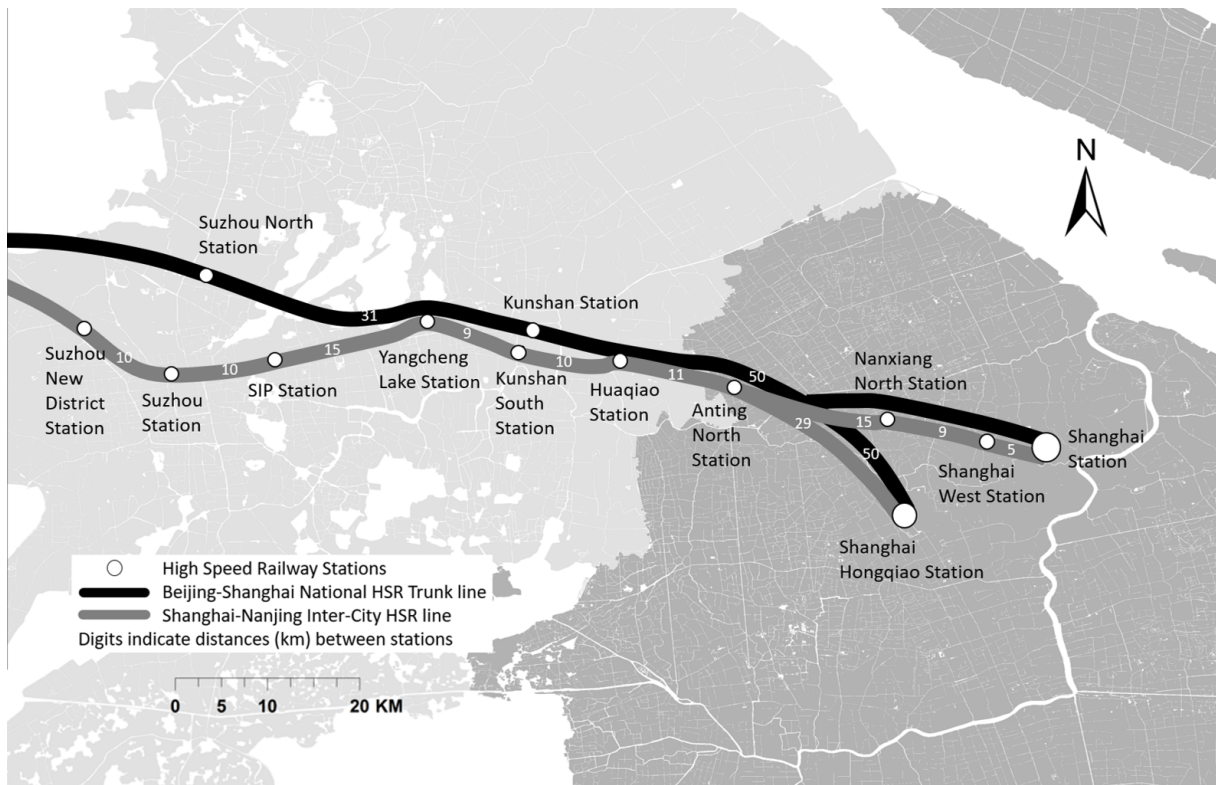 N
Suzhou North
Station
31
Kunshan Station
Suzhou
New
District
Station
10
Suzhou
Station
10
SIP Station
15
Yangcheng
Lake Station
9
Kunshan
South
Station
10
Huaqiao
Station
11
Anting
North
Station
50
29
50
Nanxiang
North Station
15
9
Shanghai
West Station
5
Shanghai
Station
Shanghai
Hongqiao Station
High Speed Railway Stations
Beijing-Shanghai National HSR Trunk line
Shanghai-Nanjing Inter-City HSR line
Digits indicate distances (km) between stations
0 5 10 20 KM